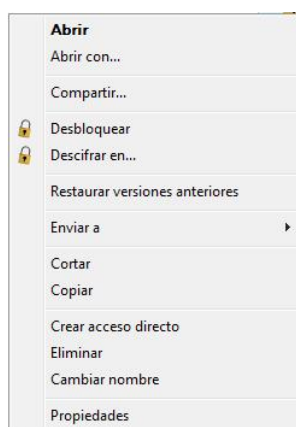 Abrir
Abrir con...
Compartir...
Desbloquear
Descifrar en...
Restaurar versiones anteriores
Enviar a
Cortar
Copiar
Crear acceso directo
Eliminar
Cambiar nombre
Propiedades